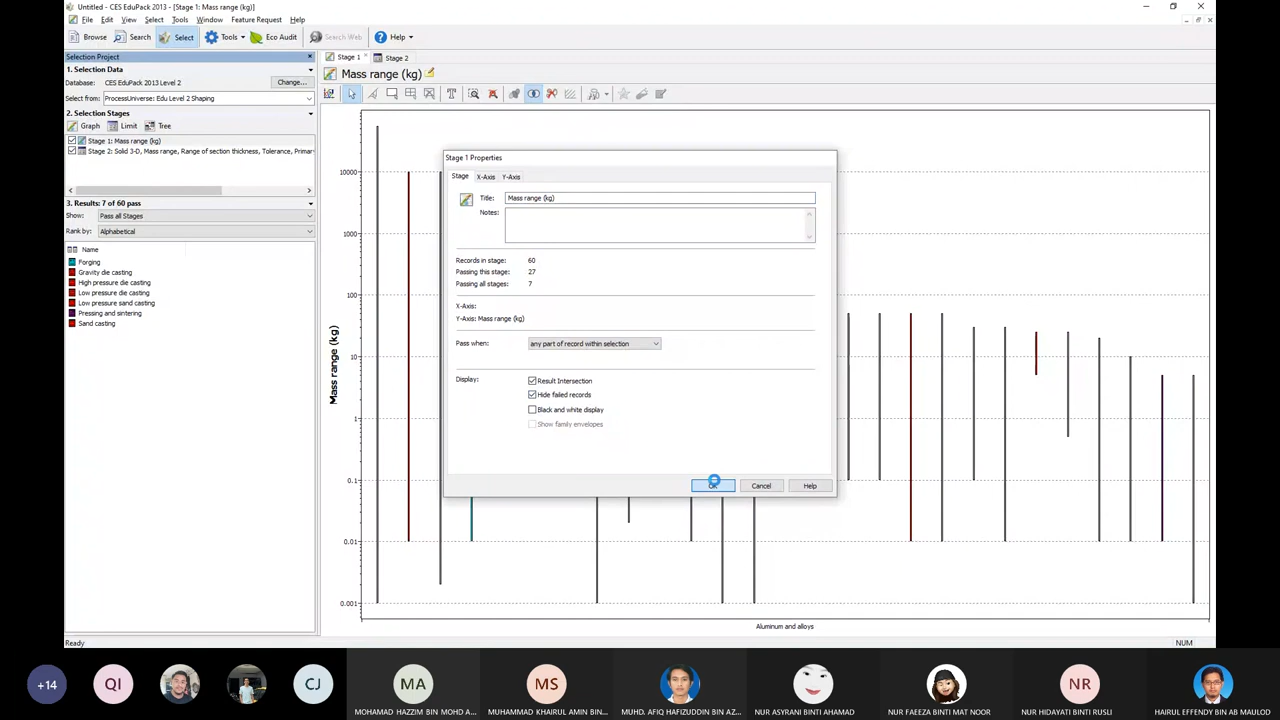 Untitled - CES EduPack 2013 - [Stage 1: Mass range (kg)]
File Edit View Select Tools Window Feature Request Help
Browse Search Select Tools Eco Audit Search Web Help
Selection Project
1. Selection Data
Database: CES EduPack 2013 Level 2 Change...
Select from: ProcessUniverse: Edu Level 2 Shaping
2. Selection Stages
Graph Limit Tree
Stage 1: Mass range (kg)
Stage 2: Solid 3-D, Mass range, Range of section thickness, Tolerance, Primar
3. Results: 7 of 60 pass
Show: Pass all Stages
Rank by: Alphabetical
Name
Forging
Gravity die casting
High pressure die casting
Low pressure die casting
Low pressure sand casting
Pressing and sintering
Sand casting
Ready
Stage 1 Stage 2
Mass range (kg)
Mass range (kg)
10000
1000
100
10
1
0.1
0.01
0.001
Aluminum and alloys
Stage 1 Properties
Stage X-Axis Y-Axis
Title: Mass range (kg)
Notes:
Records in stage: 60
Passing this stage: 27
Passing all stages: 7
X-Axis:
Y-Axis: Mass range (kg)
Pass when: any part of record within selection
Display: Result Intersection
Hide failed records
Black and white display
Show family envelopes
OK Cancel Help
NUM
+14 QI CJ MA MS NR
MOHAMAD HAZZIM BIN MOHD A...
MUHAMMAD KHAIRUL AMIN BIN...
MUHD. AFIQ HAFIZUDDIN BIN AZ...
NUR ASYRANI BINTI AHAMAD
NUR FAEEZA BINTI MAT NOOR
NUR HIDAYATI BINTI RUSLI
HAIRUL EFFENDY BIN AB MAULOD